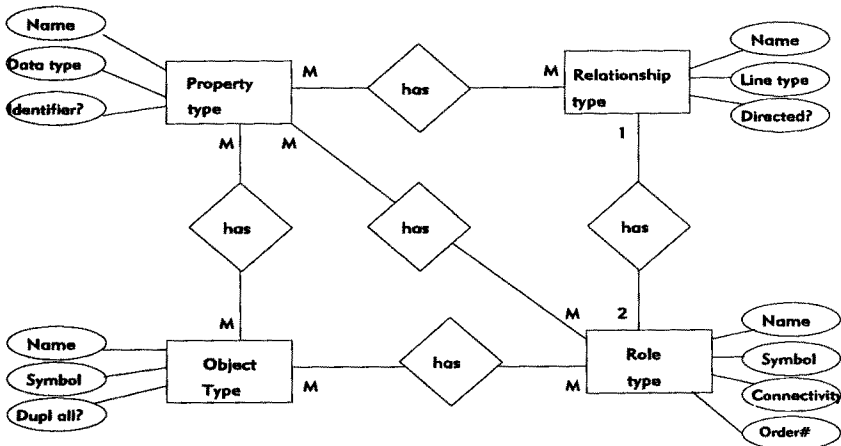 Name
Data type
Identifier?
Property
type
M
has
M
Relationship
type
Name
Line type
Directed?
M
M
1
has
has
has
M
M
2
Name
Symbol
Dupl all?
Object
Type
M
has
M
Role
type
Name
Symbol
Connectivity
Order#